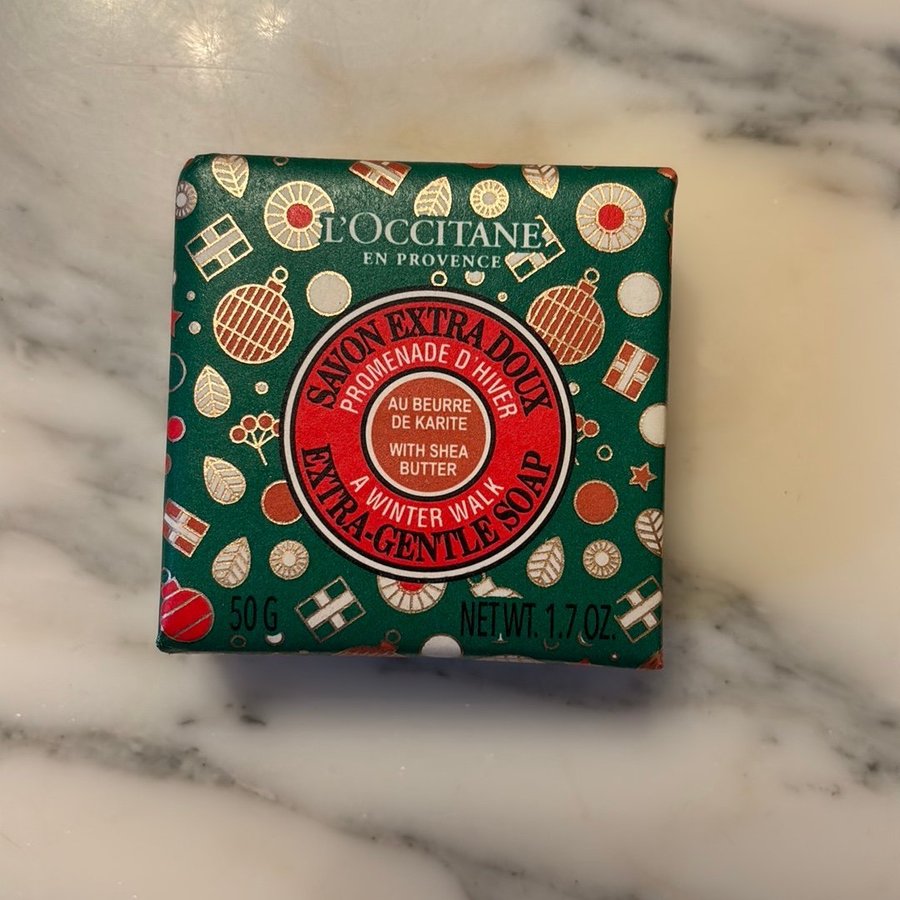 L'OCCITANE
EN PROVENCE
SAVON EXTRA DOUX
PROMENADE D'HIVER
AU BEURRE
DE KARITE
WITH SHEA
BUTTER
A WINTER WALK
EXTRA-GENTLE SOAP
50 G
NET WT. 1.7 OZ.